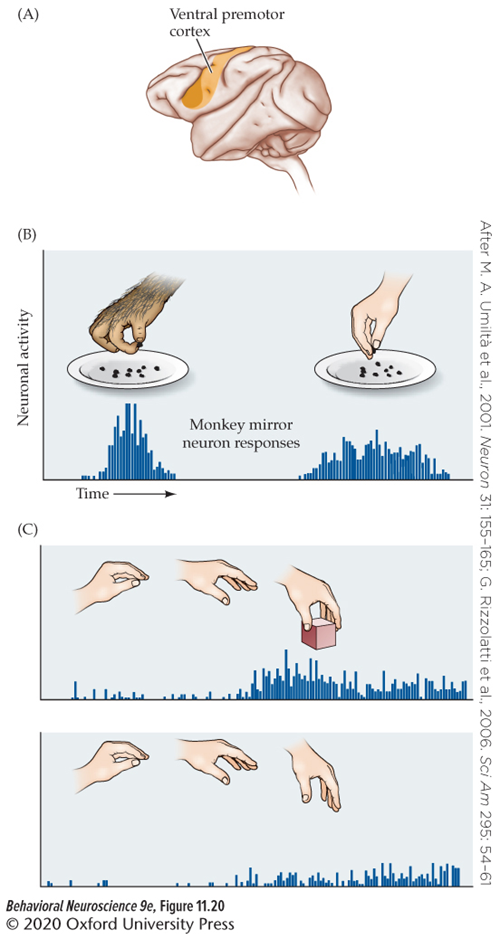 (A)
Ventral premotor
cortex
(B)
Neuronal activity
Monkey mirror
neuron responses
Time
(C)
After M. A. Umiltà et al., 2001. Neuron 31: 155–165; G. Rizzolatti et al., 2006. Sci Am 295: 54–61
Behavioral Neuroscience 9e, Figure 11.20
© 2020 Oxford University Press